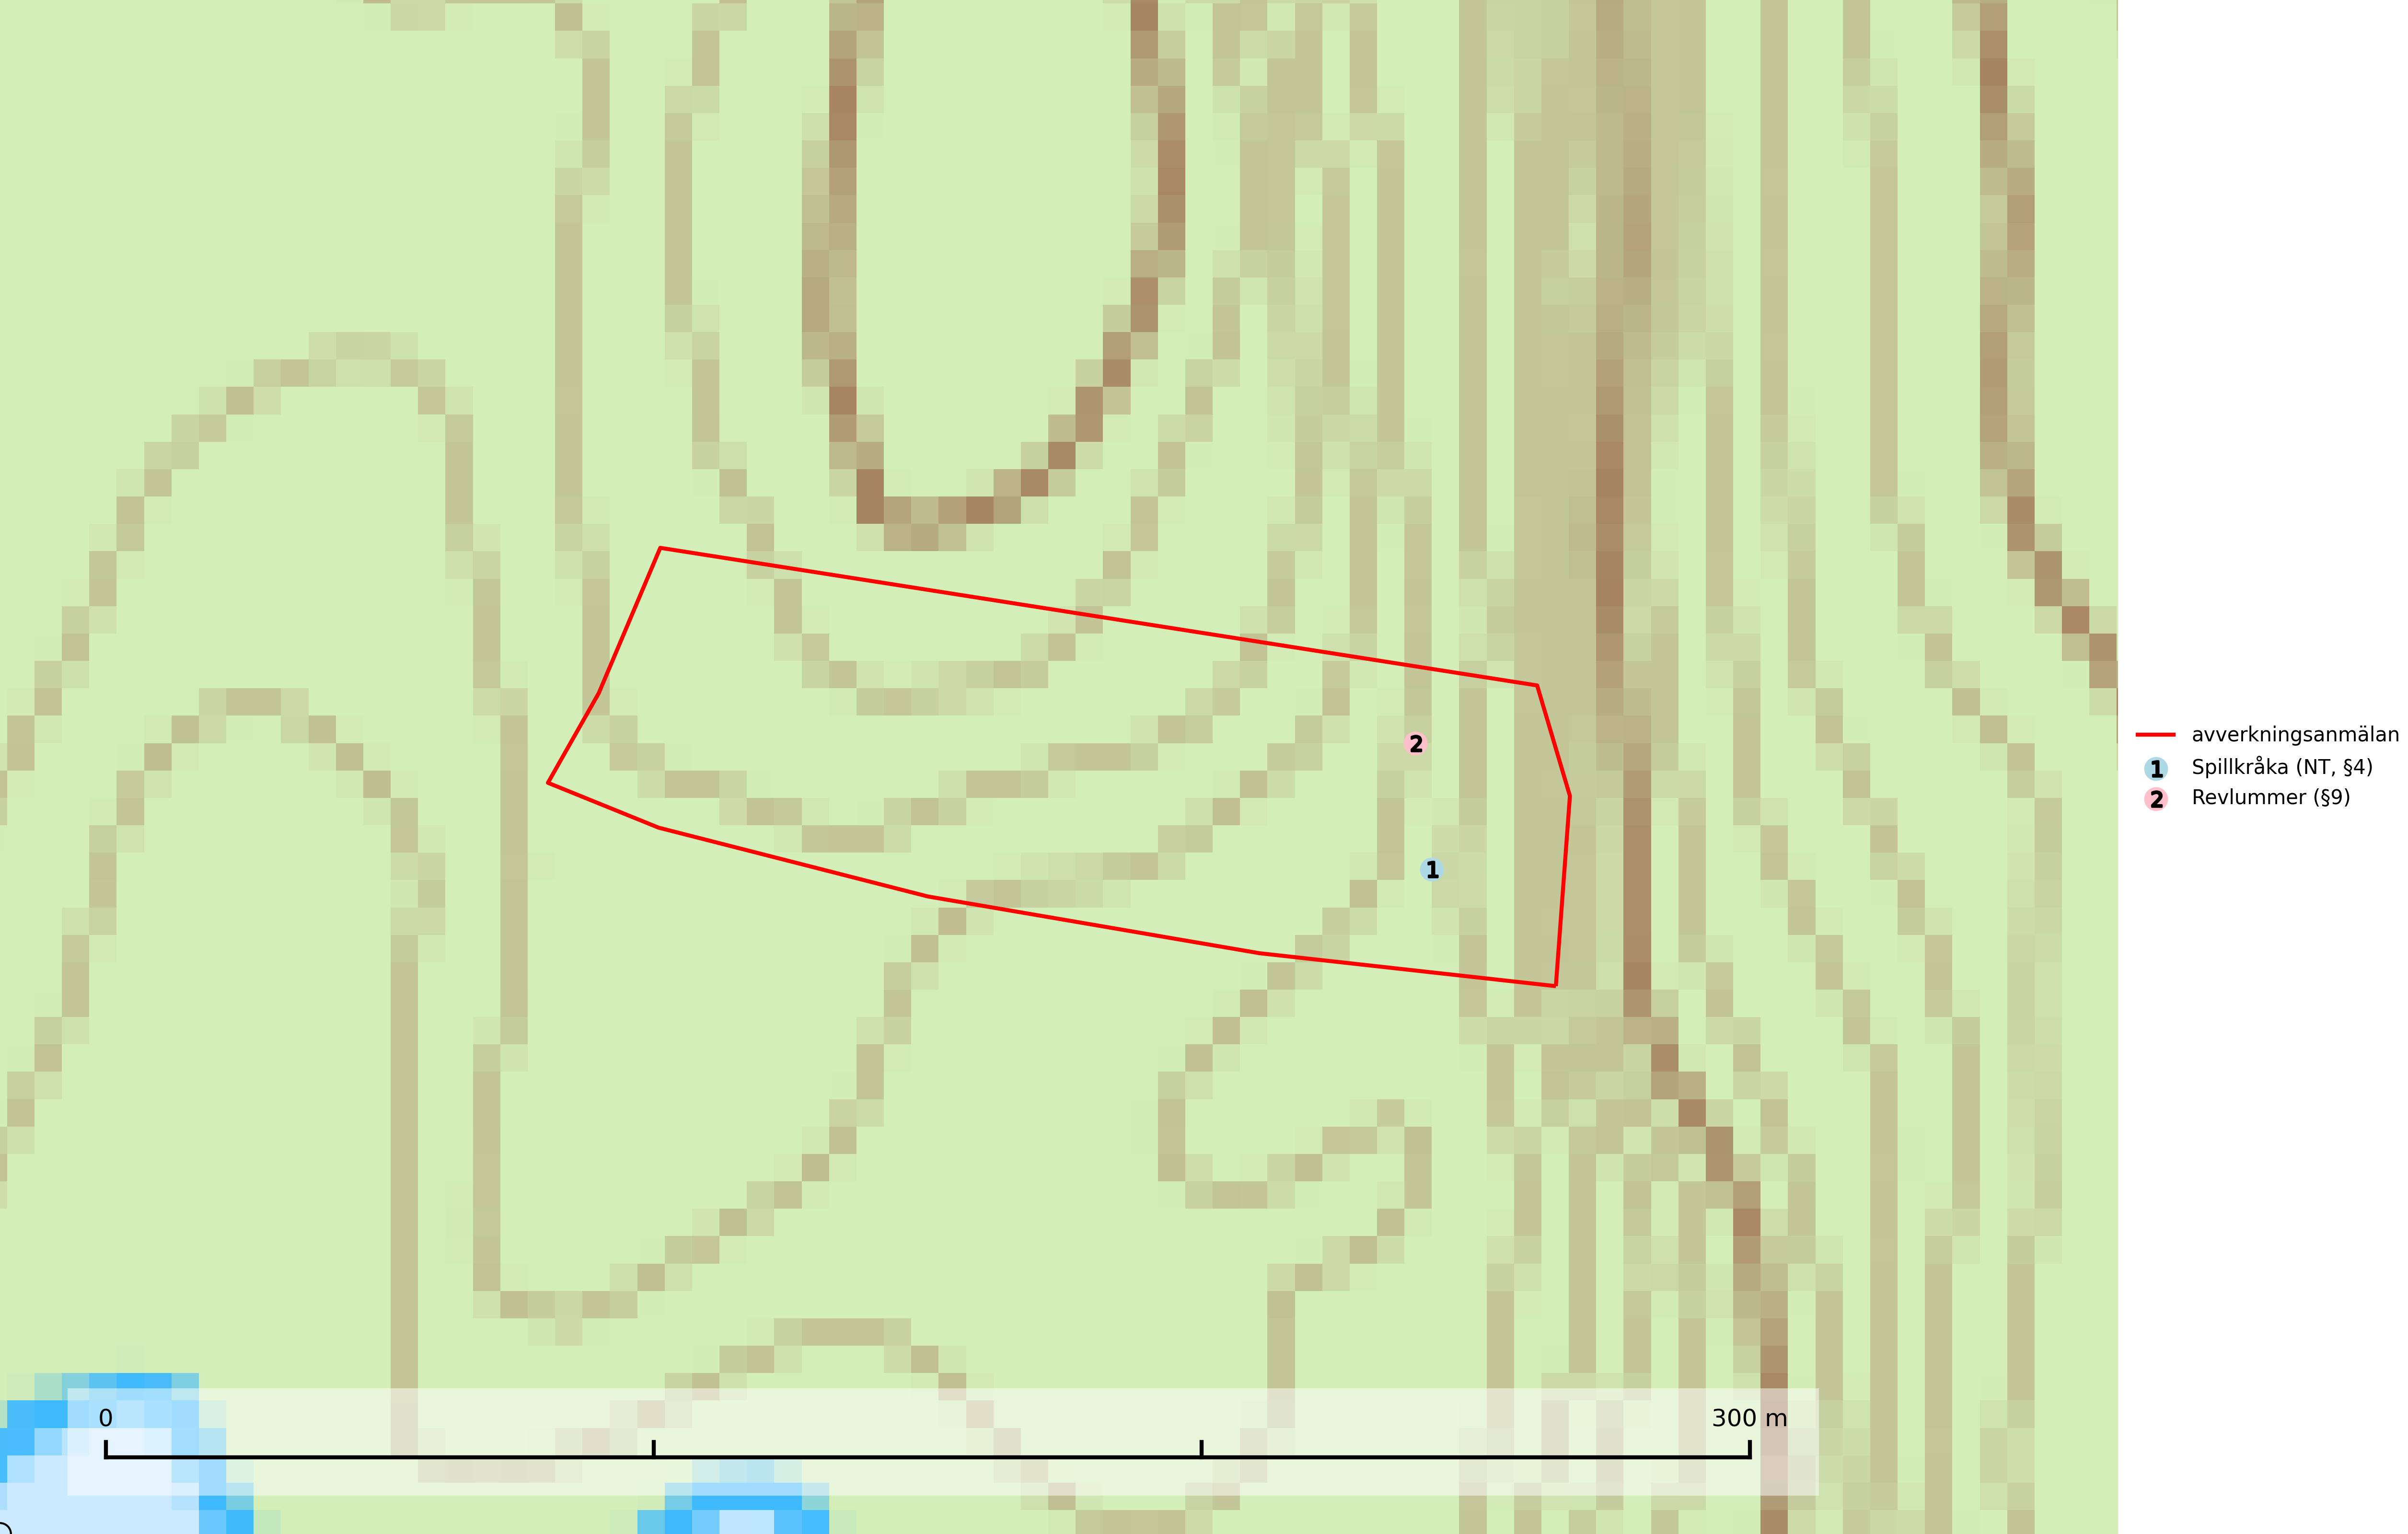 2
1
avverkningsanmälan
1 Spillkråka (NT, §4)
2 Revlummer (§9)
0 300 m